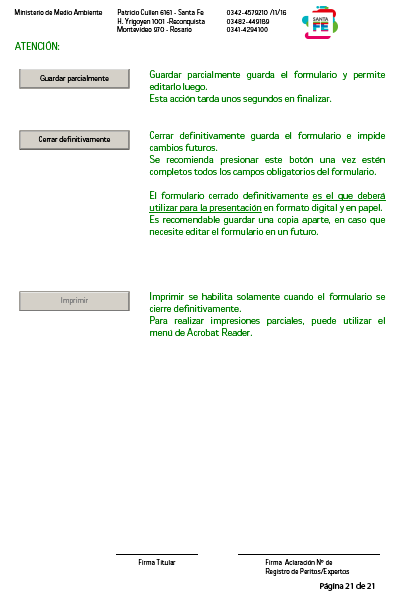 Ministerio de Medio Ambiente
Patricio Cullen 6161 - Santa Fe
H. Yrigoyen 1001 -Reconquista
Montevideo 970 - Rosario
0342-4579210 /11/16
03482-449189
0341-4294100
SANTA
FE
ATENCIÓN:
Guardar parcialmente
Guardar parcialmente guarda el formulario y permite
editarlo luego.
Esta acción tarda unos segundos en finalizar.
Cerrar definitivamente
Cerrar definitivamente guarda el formulario e impide
cambios futuros.
Se recomienda presionar este botón una vez estén
completos todos los campos obligatorios del formulario.
El formulario cerrado definitivamente es el que deberá
utilizar para la presentación en formato digital y en papel.
Es recomendable guardar una copia aparte, en caso que
necesite editar el formulario en un futuro.
Imprimir
Imprimir se habilita solamente cuando el formulario se
cierre definitivamente.
Para realizar impresiones parciales, puede utilizar el
menú de Acrobat Reader.
Firma Titular
Firma Aclaración Nº de
Registro de Peritos/Expertos
Página 21 de 21